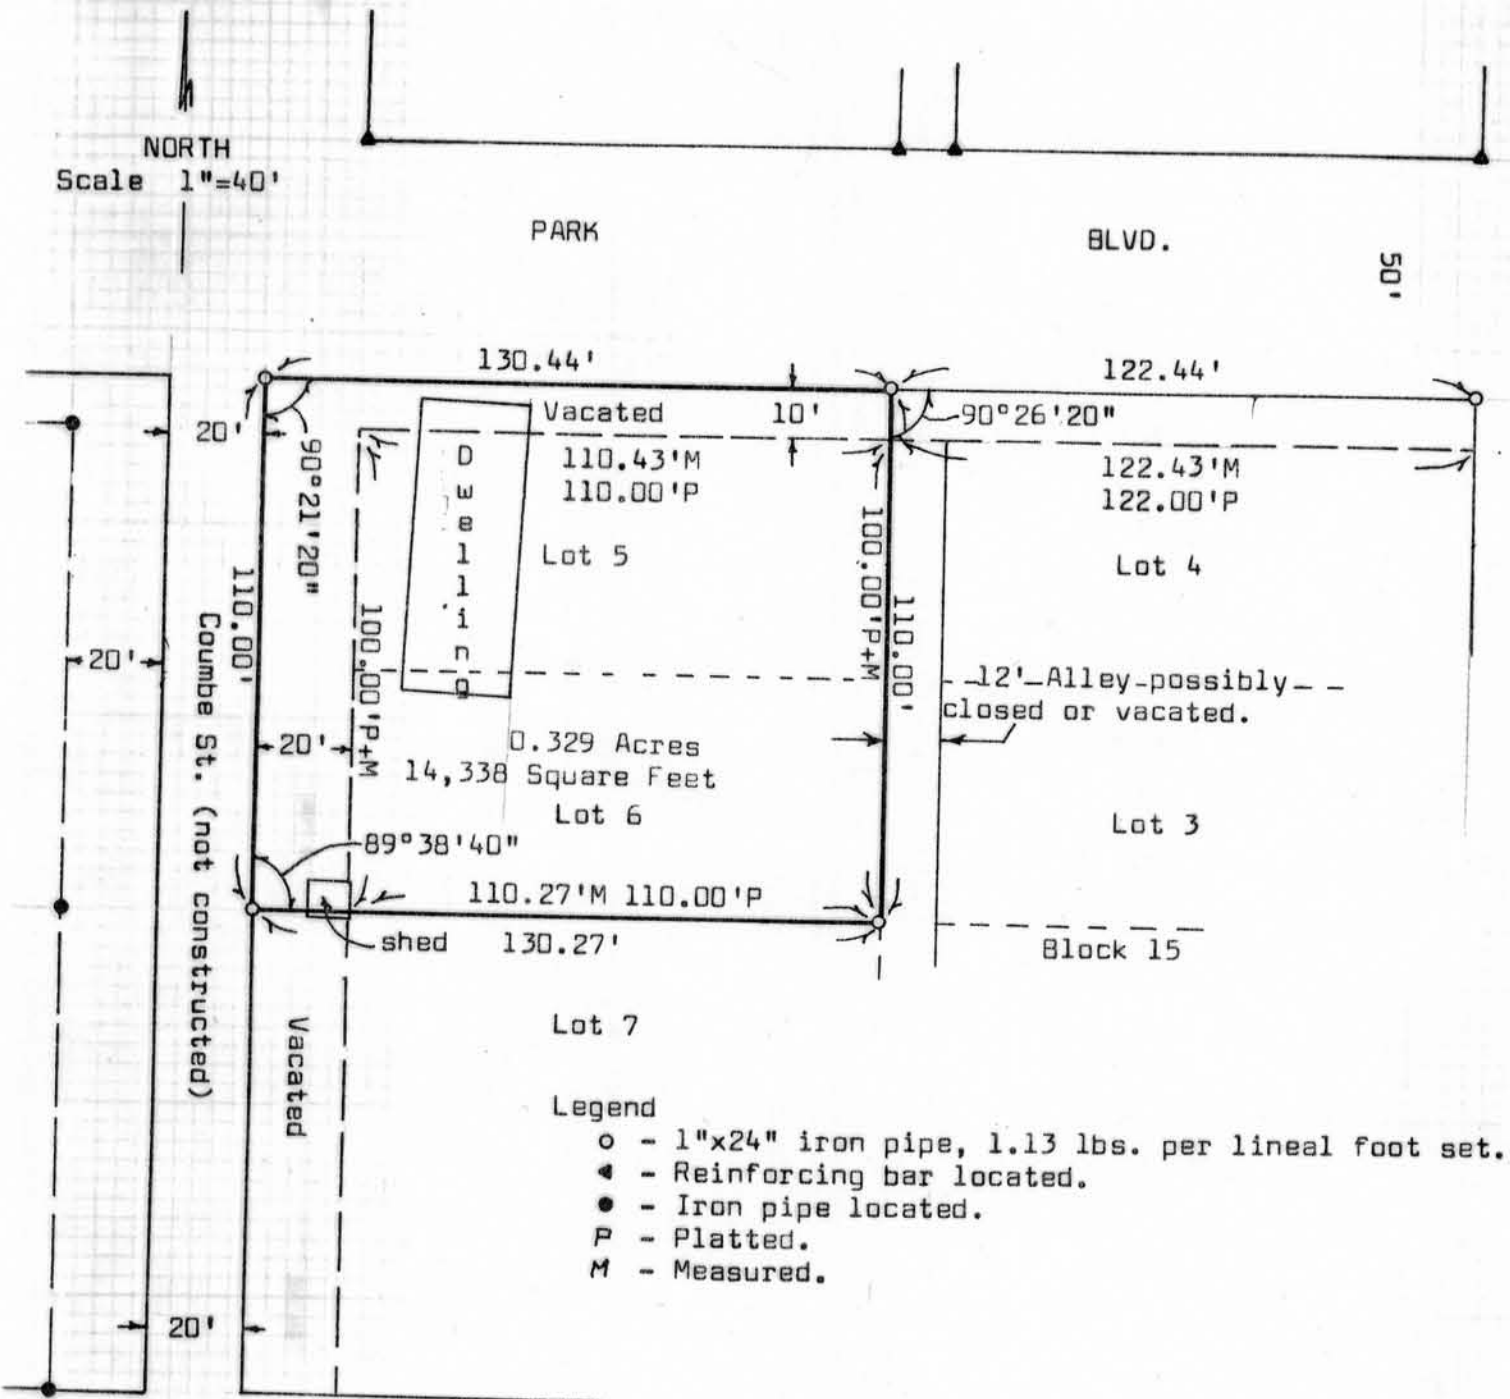 NORTH
Scale 1"=40'
PARK BLVD.
50'
130.44'
122.44'
Vacated
10'
90°26'20"
20'
90°21'20"
110.43'M
110.00'P
122.43'M
122.00'P
Dwelling
Lot 5
Lot 4
100.00'P+M
110.00'
110.00'
100.00'P+M
20'
12' Alley possibly
closed or vacated.
Coumbe St. (not constructed)
20'
0.329 Acres
14,338 Square Feet
Lot 6
Lot 3
89°38'40"
110.27'M 110.00'P
shed
130.27'
Block 15
Vacated
Lot 7
Legend
o - 1"x24" iron pipe, 1.13 lbs. per lineal foot set.
◂ - Reinforcing bar located.
● - Iron pipe located.
P - Platted.
M - Measured.
20'